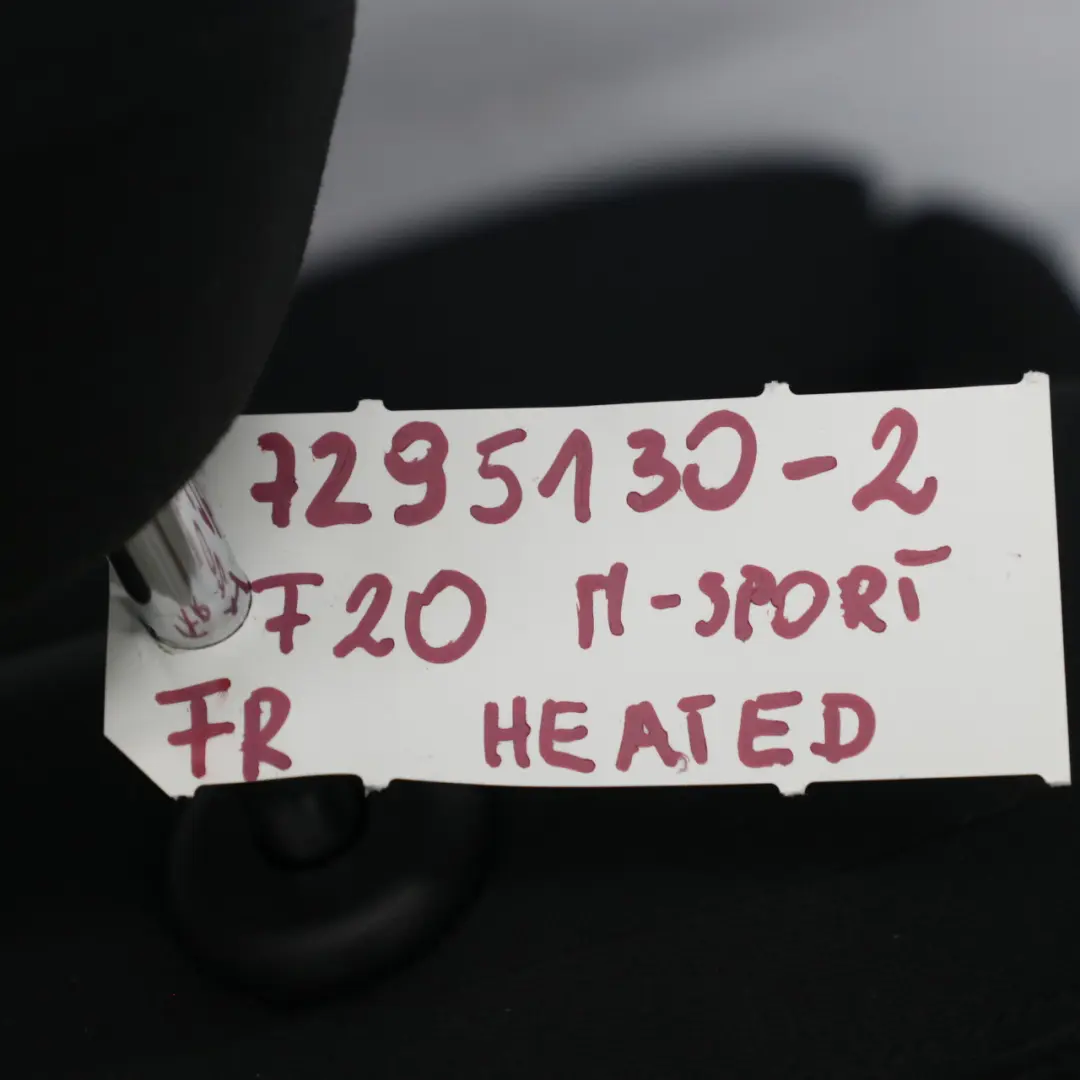 7295130-2
F20 M-SPORT
FR HEATED